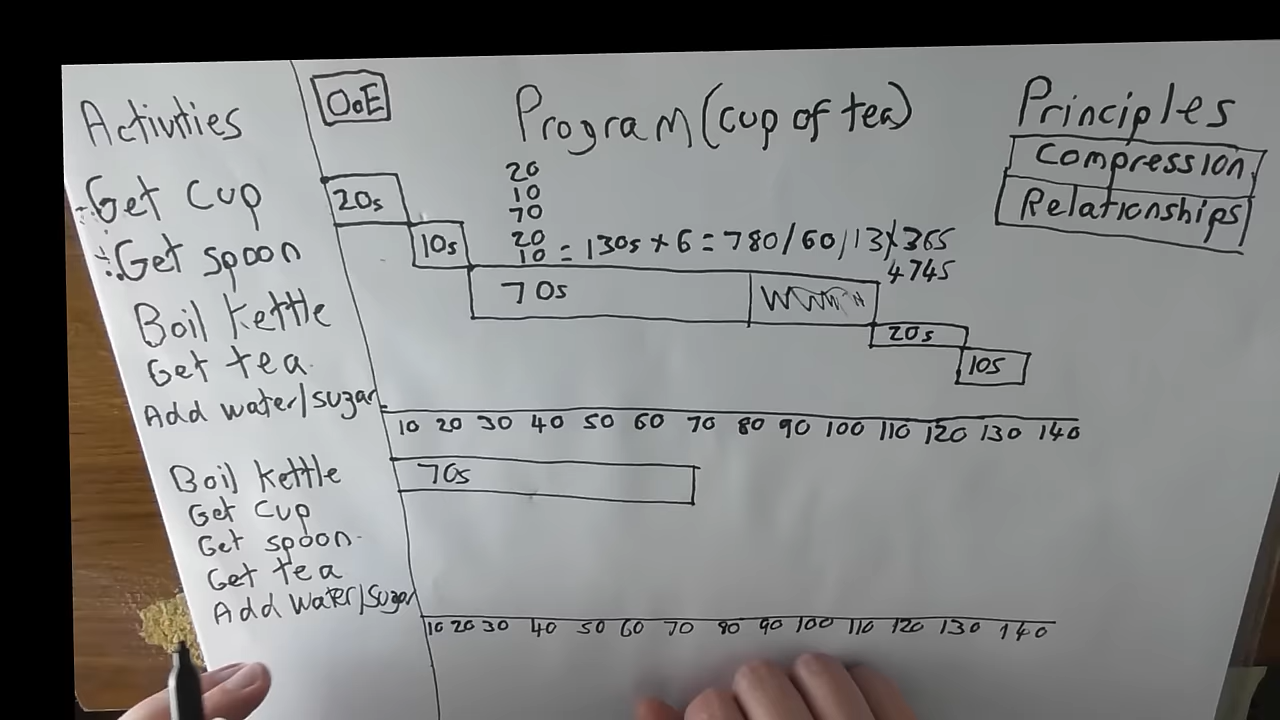 OoE
Program (cup of tea)
Principles
Compression
Relationships
Activities
Get cup
Get spoon
Boil kettle
Get tea
Add water/sugar
20s
10s
20
10
70
20
10 = 130s * 6 = 780/60, 13 x 365
4745
70s
20s
10s
10 20 30 40 50 60 70 80 90 100 110 120 130 140
Boil kettle
Get cup
Get spoon
Get tea
Add water/sugar
70s
10 20 30 40 50 60 70 80 90 100 110 120 130 140